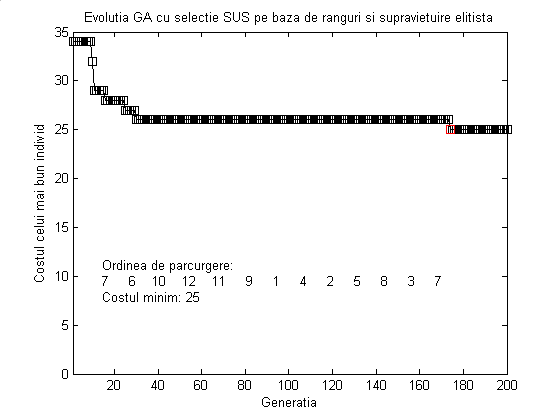 Evolutia GA cu selectie SUS pe baza de ranguri si supravietuire elitista
35
30
25
20
15
10
5
0
Costul celui mai bun individ
Ordinea de parcurgere:
7 6 10 12 11 9 1 4 2 5 8 3 7
Costul minim: 25
20 40 60 80 100 120 140 160 180 200
Generatia